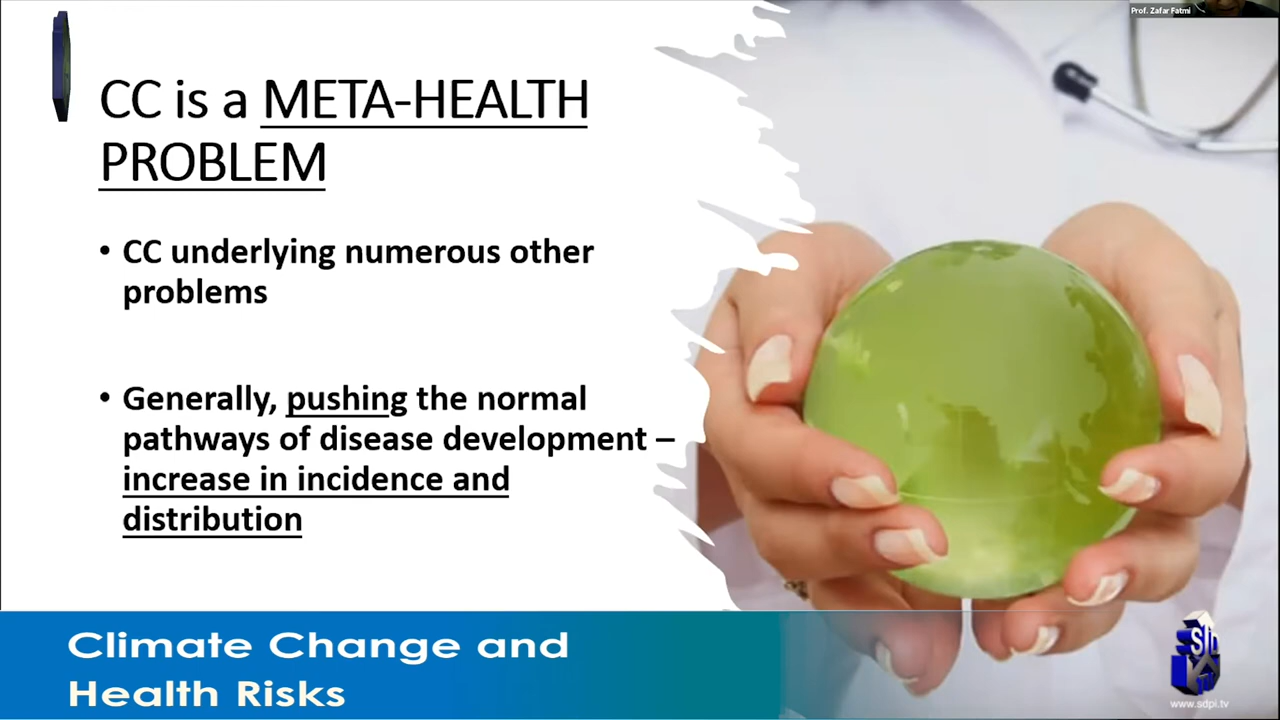 Prof. Zafar Fatmi
CC is a META-HEALTH
PROBLEM
• CC underlying numerous other
problems
• Generally, pushing the normal
pathways of disease development –
increase in incidence and
distribution
Climate Change and
Health Risks
www.sdpi.tv